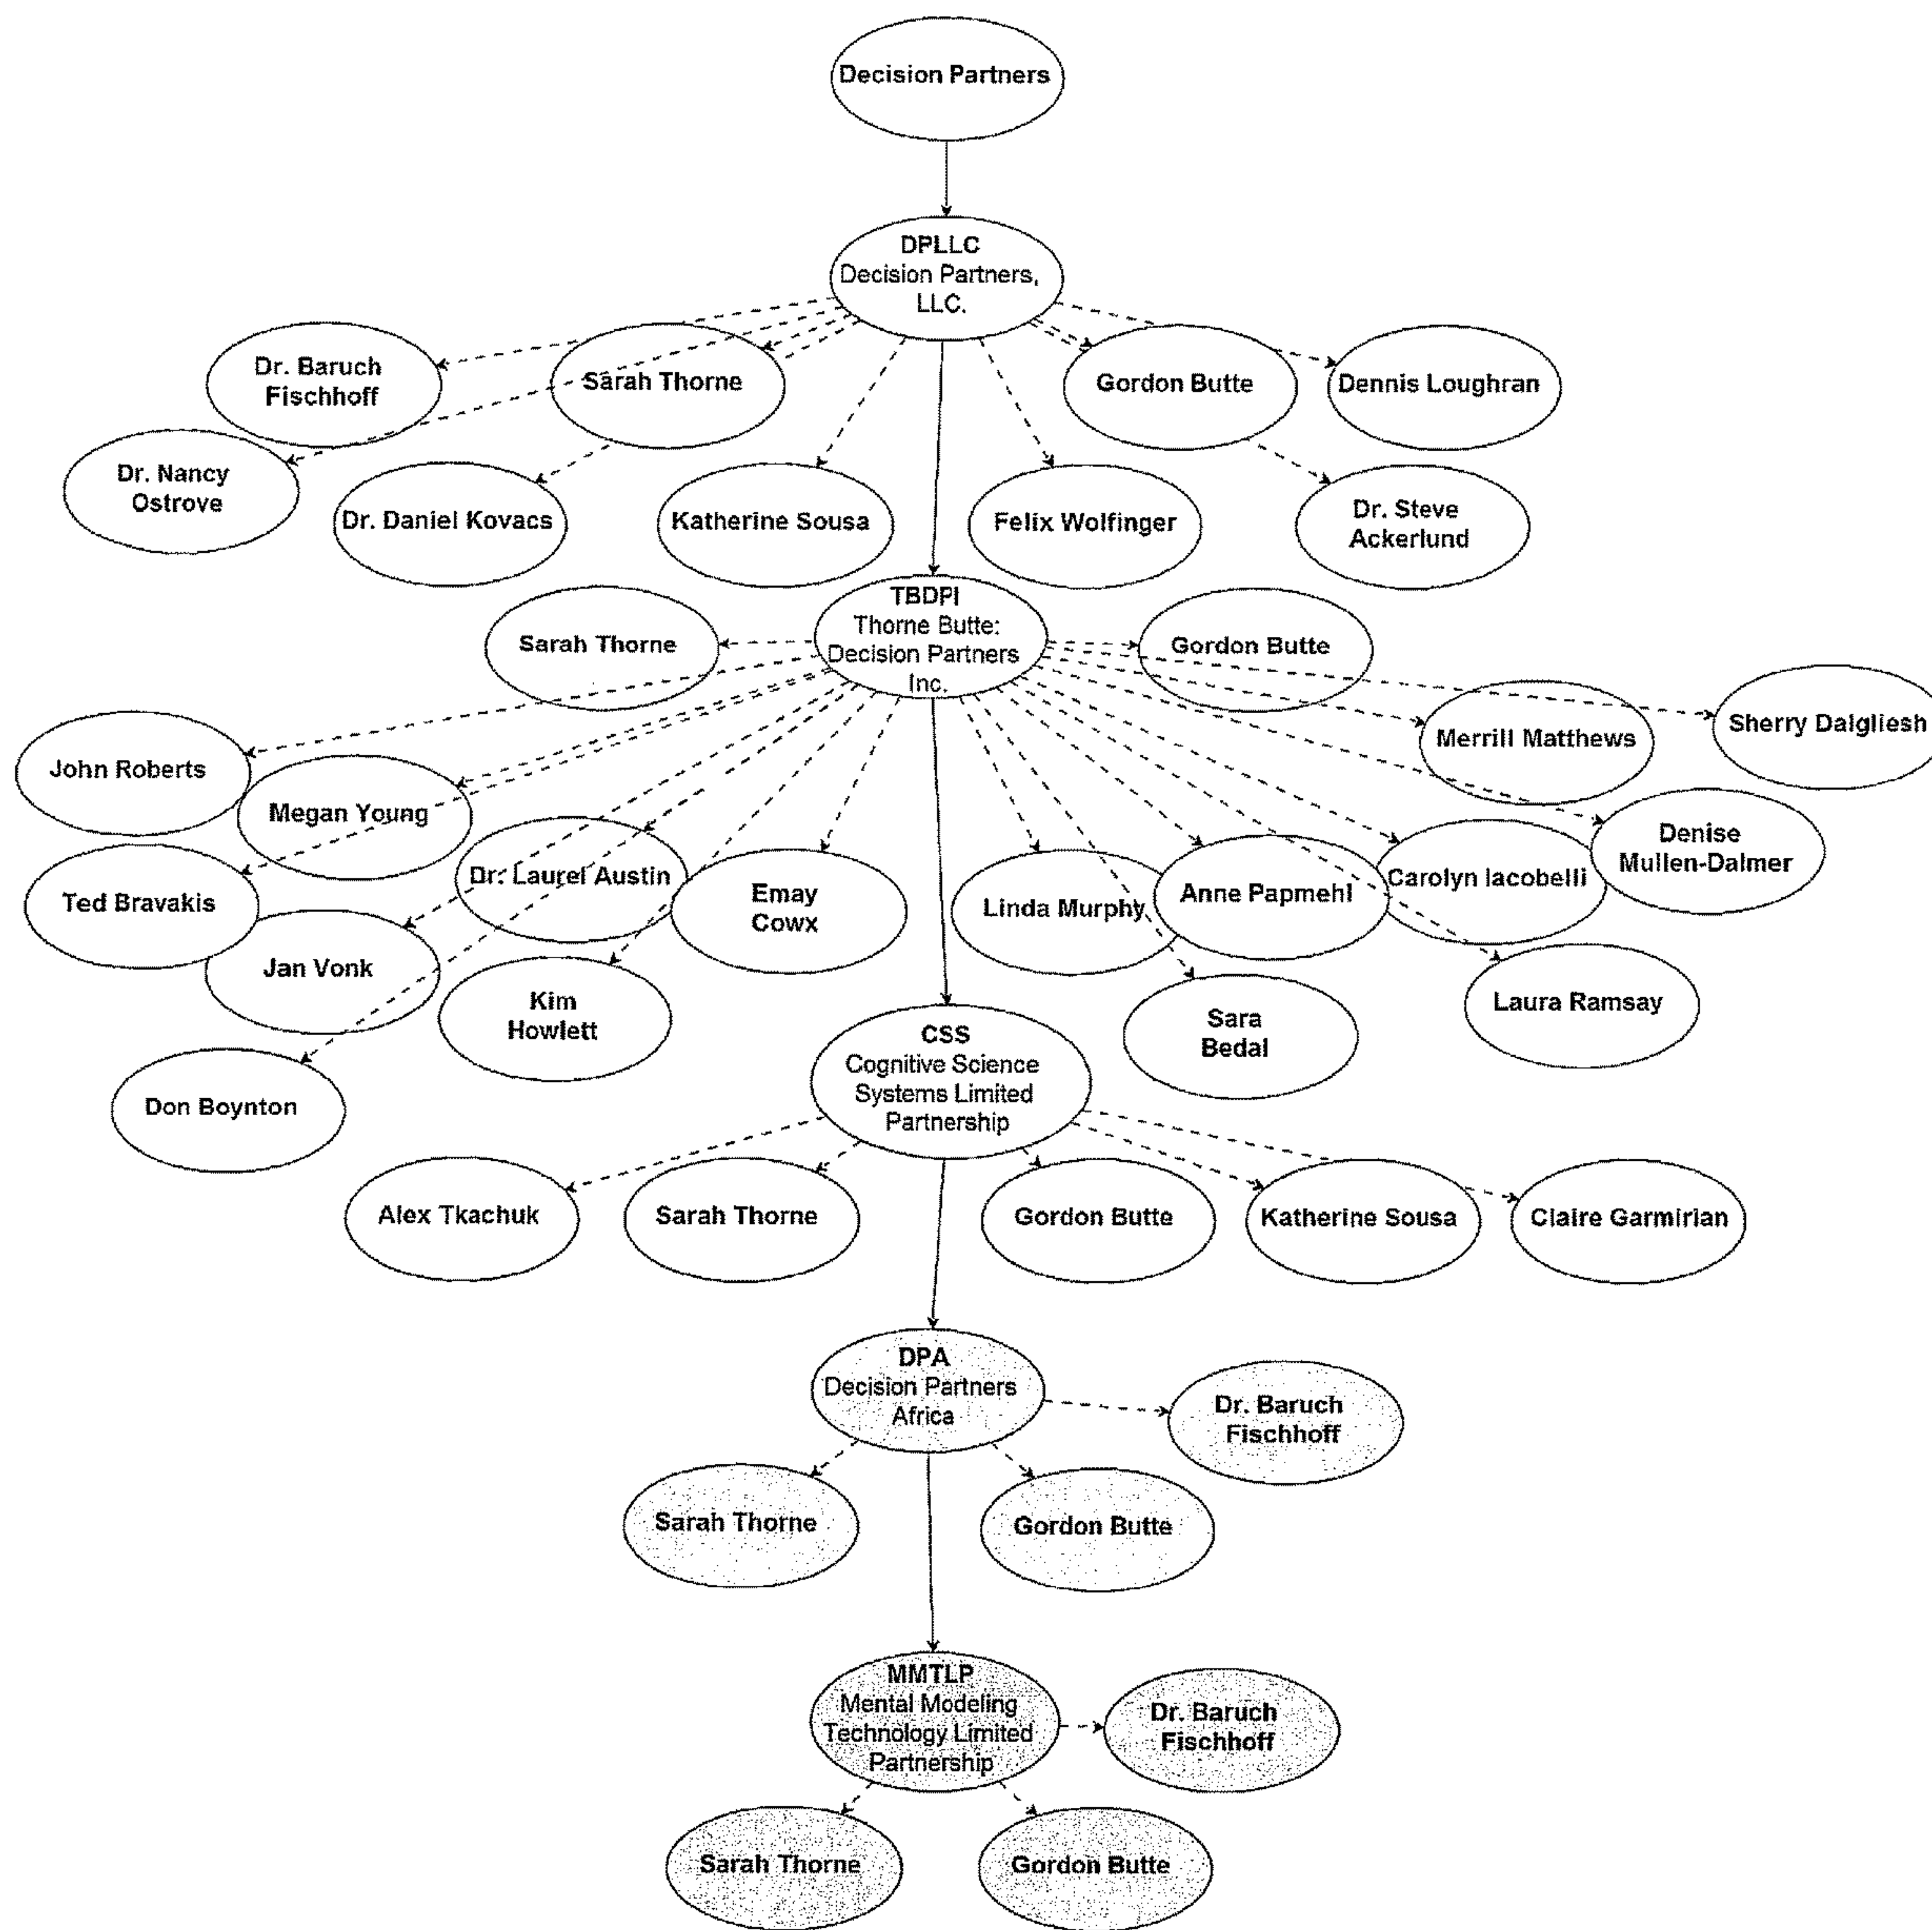 Decision Partners
DPLLC
Decision Partners,
LLC.
Dr. Baruch
Fischhoff
Sarah Thorne
Gordon Butte
Dennis Loughran
Dr. Nancy
Ostrove
Dr. Daniel Kovacs
Katherine Sousa
Felix Wolfinger
Dr. Steve
Ackerlund
TBDPI
Thorne Butte:
Decision Partners
Inc.
Sarah Thorne
Gordon Butte
John Roberts
Megan Young
Merrill Matthews
Sherry Dalgliesh
Ted Bravakis
Dr. Laurel Austin
Emay
Cowx
Linda Murphy
Anne Papmehl
Carolyn Iacobelli
Denise
Mullen-Dalmer
Jan Vonk
Kim
Howlett
Sara
Bedal
Laura Ramsay
Don Boynton
CSS
Cognitive Science
Systems Limited
Partnership
Alex Tkachuk
Sarah Thorne
Gordon Butte
Katherine Sousa
Claire Garmirian
DPA
Decision Partners
Africa
Dr. Baruch
Fischhoff
Sarah Thorne
Gordon Butte
MMTLP
Mental Modeling
Technology Limited
Partnership
Dr. Baruch
Fischhoff
Sarah Thorne
Gordon Butte